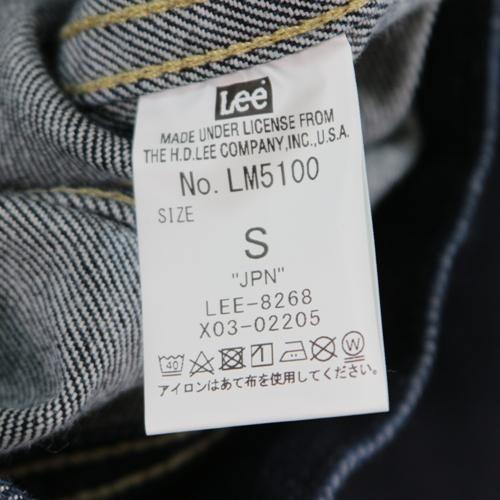 Lee
MADE UNDER LICENSE FROM
THE H.D.LEE COMPANY,INC.,U.S.A.
No. LM5100
SIZE
S
"JPN"
LEE-8268
X03-02205
40 1 W
アイロンはあて布を使用してください。